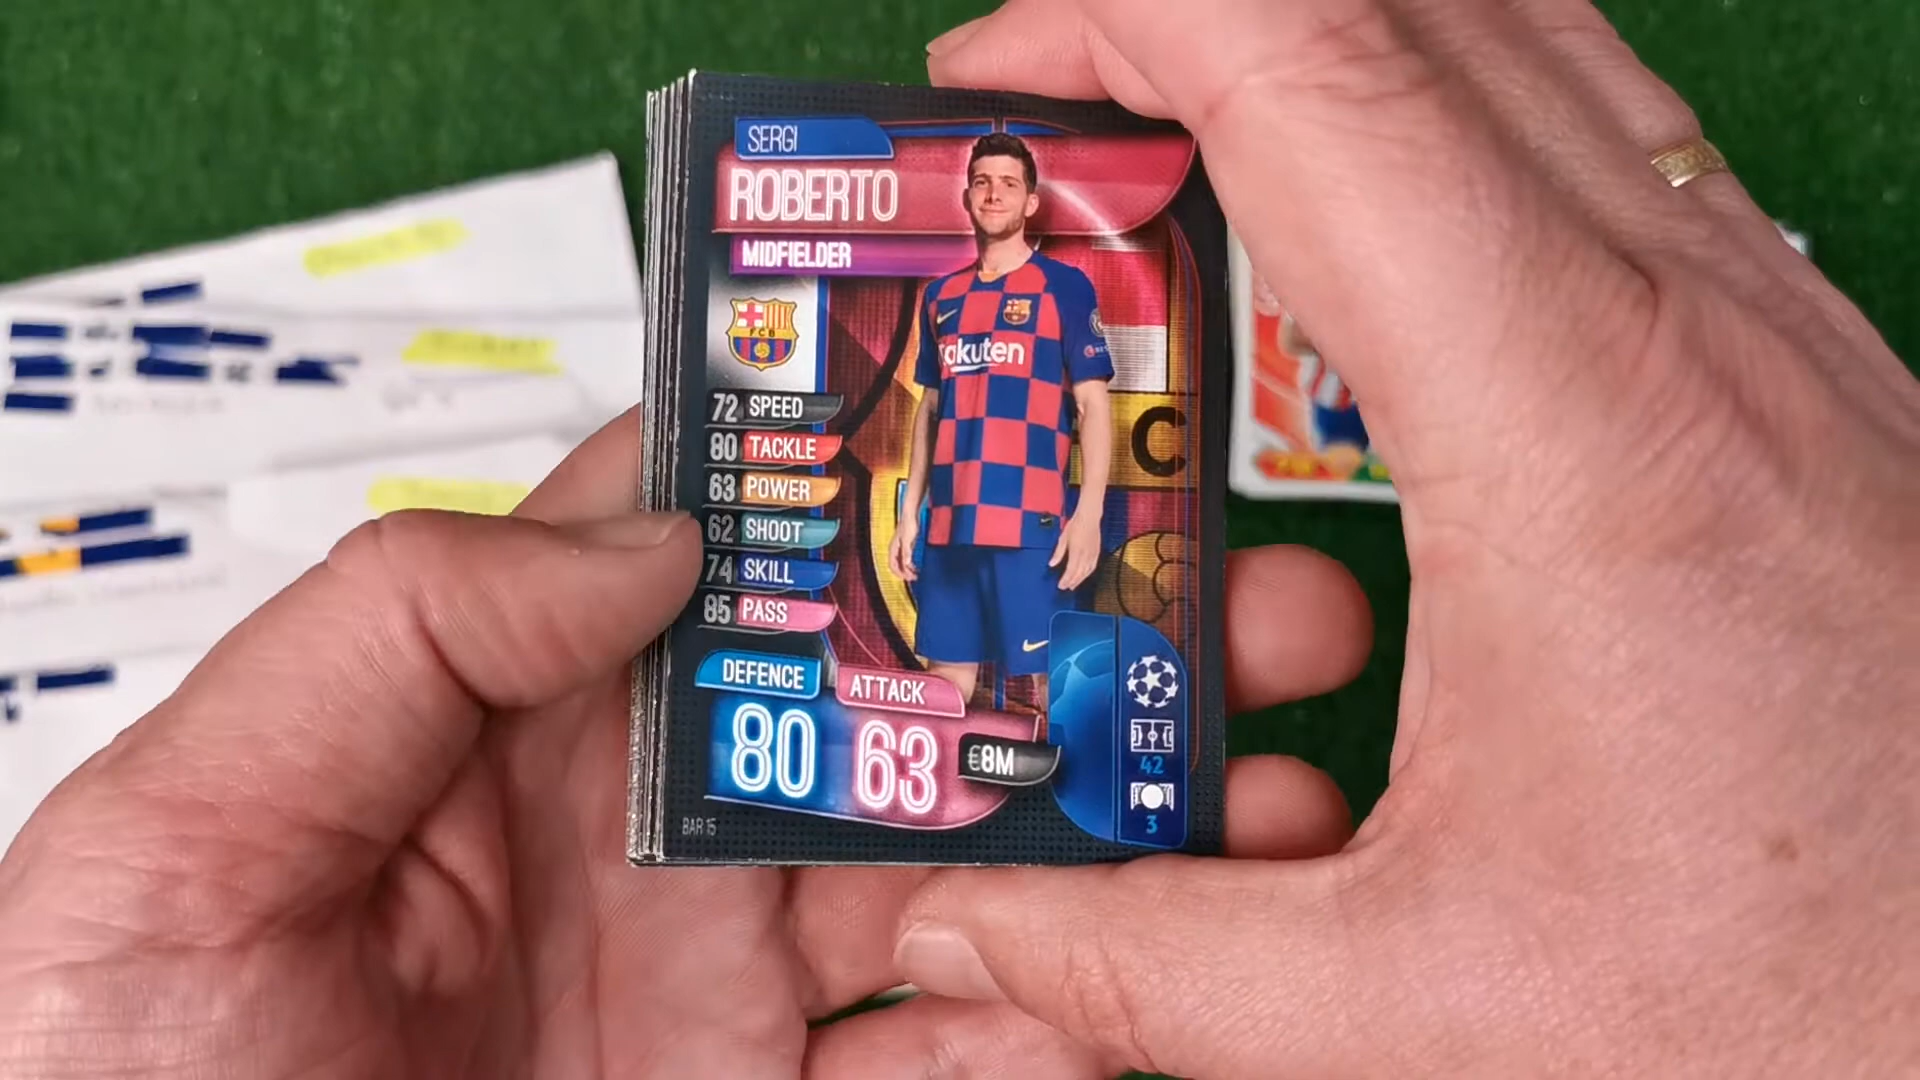 SERGI
ROBERTO
MIDFIELDER
FCB
Rakuten
C
72 SPEED
80 TACKLE
63 POWER
62 SHOOT
74 SKILL
85 PASS
DEFENCE
ATTACK
80
63
€8M
42
3
BAR 15